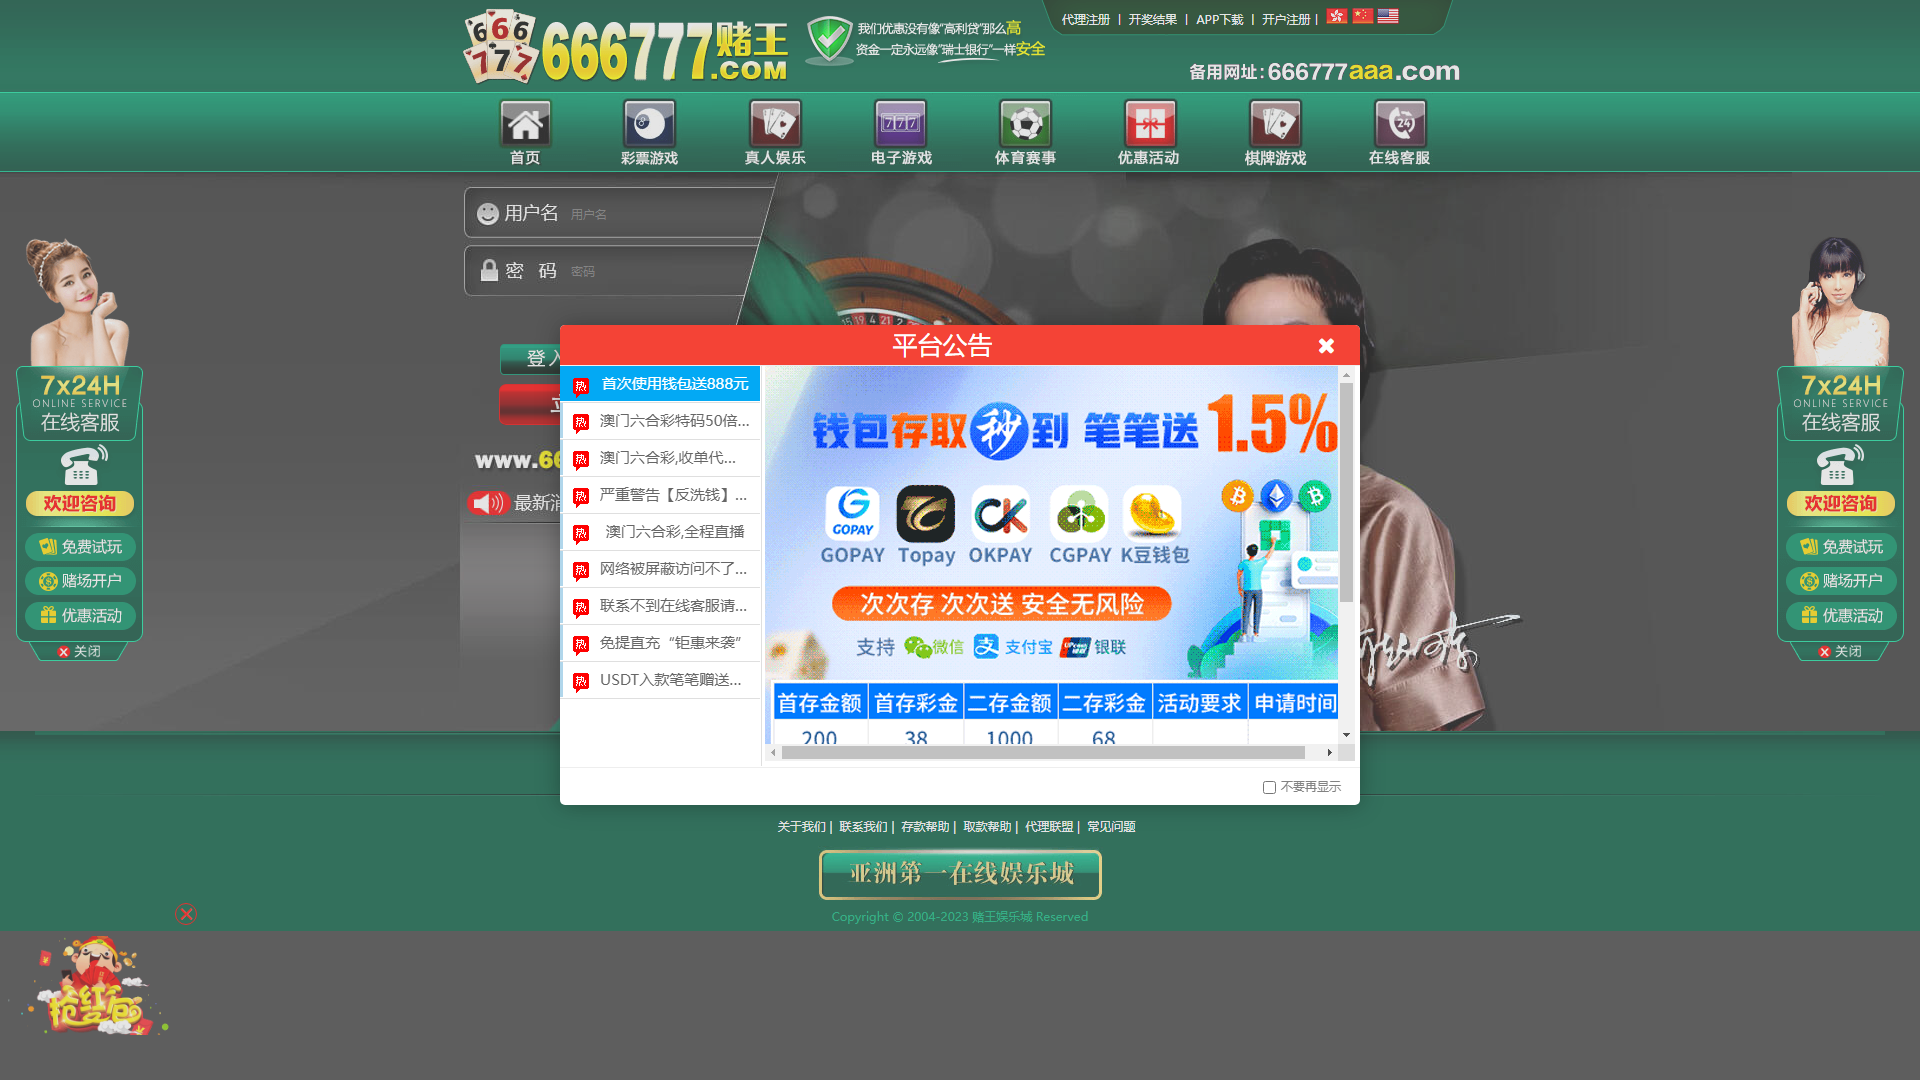 666777赌王.COM
我们优惠没有像"高利贷"那么高
资金一定永远像"瑞士银行"一样安全
代理注册 | 开奖结果 | APP下载 | 开户注册 |
备用网址:666777aaa.com
首页
彩票游戏
真人娱乐
电子游戏
体育赛事
优惠活动
棋牌游戏
在线客服
用户名 用户名
密 码 密码
登入
www.66
最新消
平台公告
热 首次使用钱包送888元
热 澳门六合彩特码50倍...
热 澳门六合彩,收单代...
热 严重警告【反洗钱】...
热 澳门六合彩,全程直播
热 网络被屏蔽访问不了...
热 联系不到在线客服请...
热 免提直充“钜惠来袭”
热 USDT入款笔笔赠送...
钱包存取秒到 笔笔送1.5%
GOPAY
GOPAY Topay OKPAY CGPAY K豆钱包
次次存 次次送 安全无风险
支持 微信 支付宝 银联
首存金额 首存彩金 二存金额 二存彩金 活动要求 申请时间
200 38 1000 68
不要再显示
7x24H
ONLINE SERVICE
在线客服
欢迎咨询
免费试玩
赌场开户
优惠活动
关闭
7x24H
ONLINE SERVICE
在线客服
欢迎咨询
免费试玩
赌场开户
优惠活动
关闭
关于我们 | 联系我们 | 存款帮助 | 取款帮助 | 代理联盟 | 常见问题
亚洲第一在线娱乐城
Copyright © 2004-2023 赌王娱乐城 Reserved
抢红包